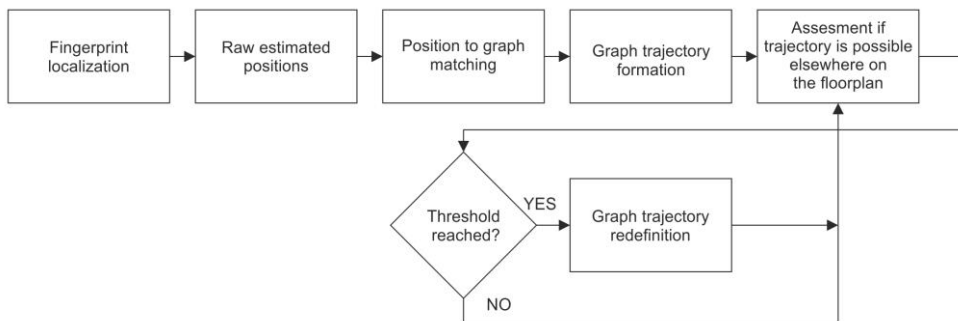 Fingerprint
localization
Raw estimated
positions
Position to graph
matching
Graph trajectory
formation
Assesment if
trajectory is possible
elsewhere on
the floorplan
Threshold
reached?
YES
Graph trajectory
redefinition
NO